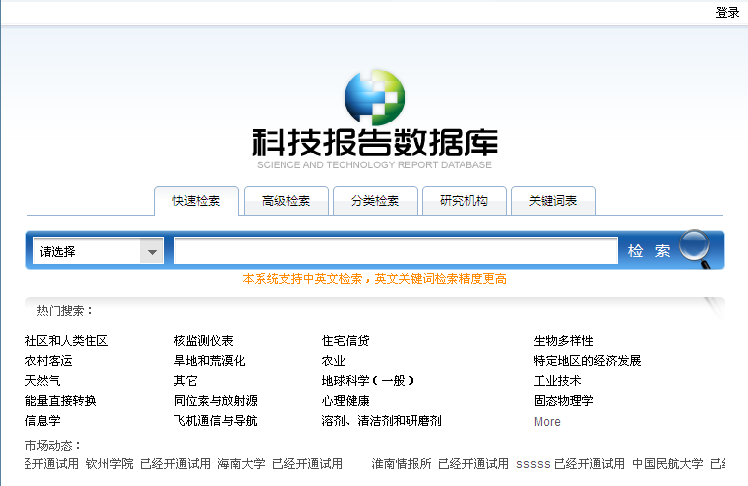 登录
科技报告数据库
SCIENCE AND TECHNOLOGY REPORT DATABASE
快速检索 高级检索 分类检索 研究机构 关键词表
请选择 检 索
本系统支持中英文检索，英文关键词检索精度更高
热门搜索：
社区和人类住区 核监测仪表 住宅信贷 生物多样性
农村客运 旱地和荒漠化 农业 特定地区的经济发展
天然气 其它 地球科学（一般） 工业技术
能量直接转换 同位素与放射源 心理健康 固态物理学
信息学 飞机通信与导航 溶剂、清洁剂和研磨剂 More
市场动态：
经开通试用 钦州学院 已经开通试用 海南大学 已经开通试用 淮南情报所 已经开通试用 sssss 已经开通试用 中国民航大学 已